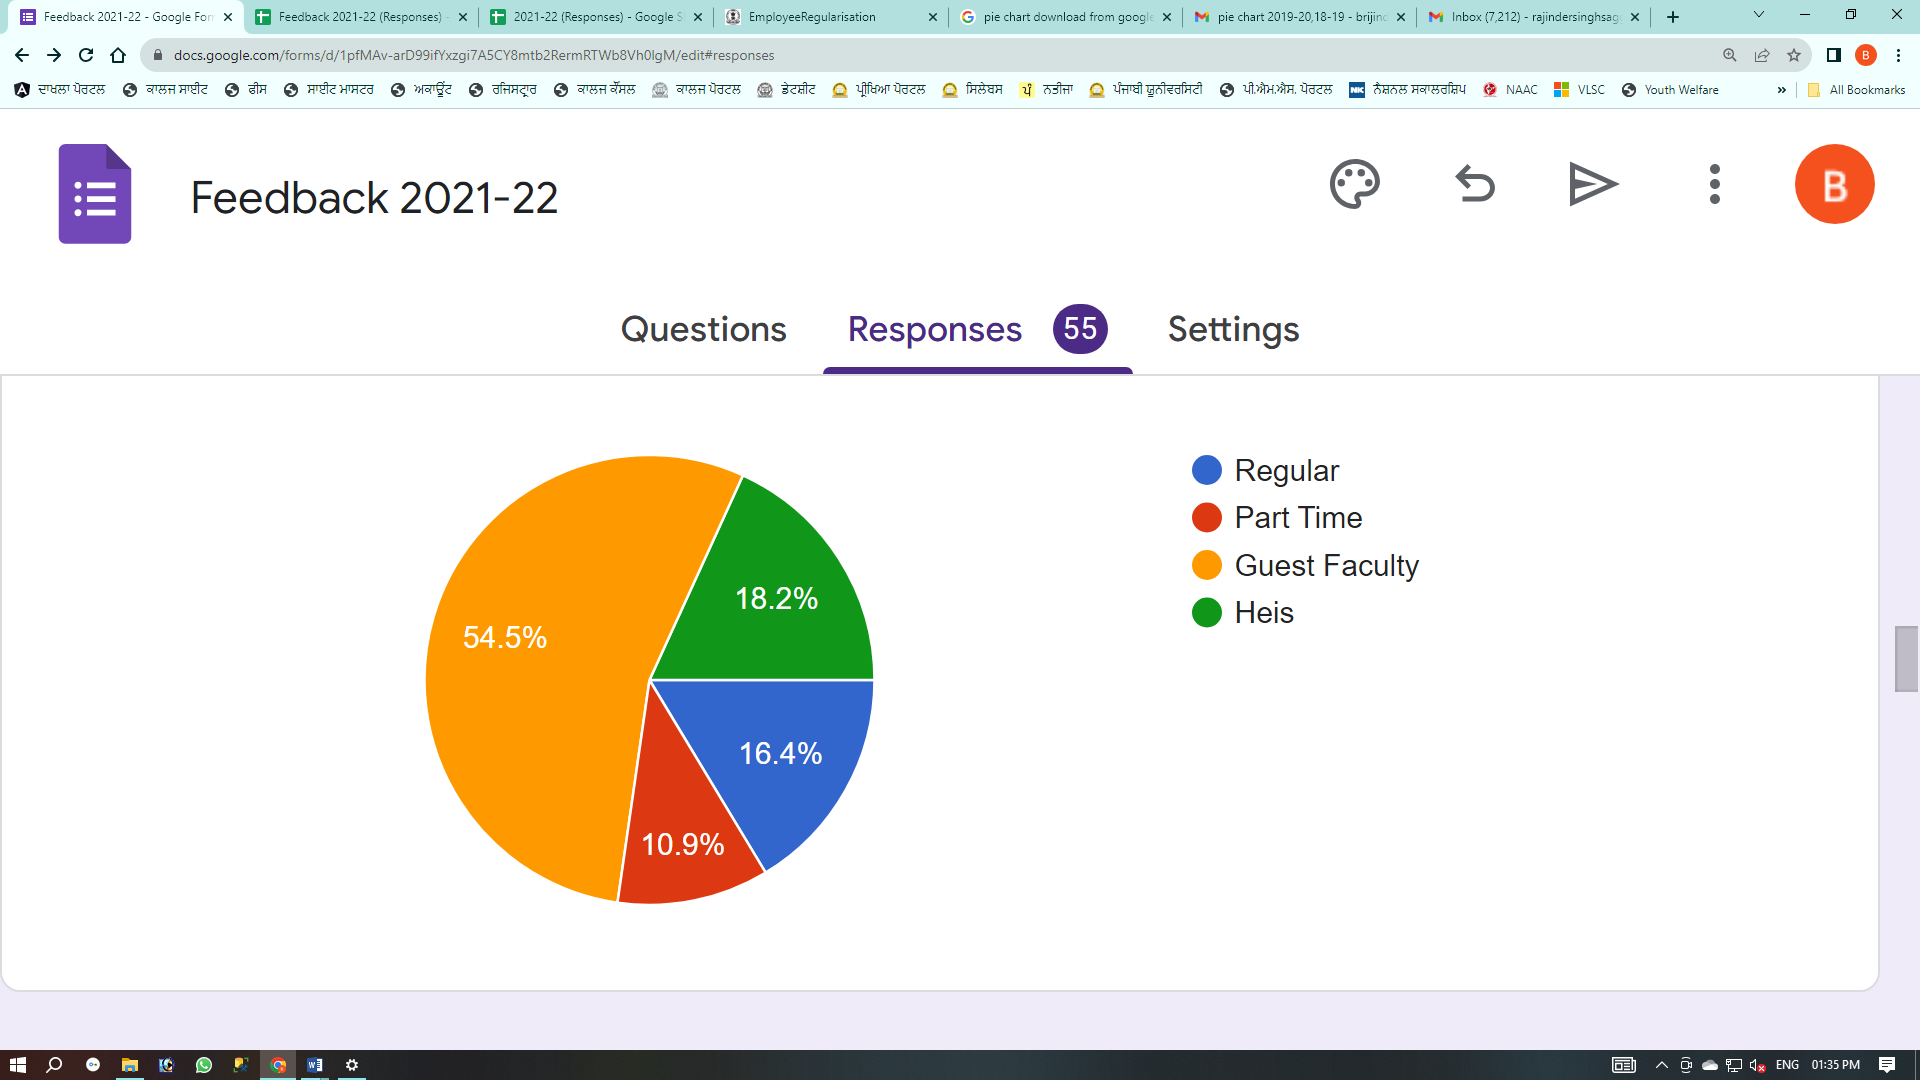 Feedback 2021-22 - Google For
Feedback 2021-22 (Responses) -
2021-22 (Responses) - Google S
EmployeeRegularisation
pie chart download from google
pie chart 2019-20,18-19 - brijind
Inbox (7,212) - rajindersinghsag
docs.google.com/forms/d/1pfMAv-arD99ifYxzgi7A5CY8mtb2RermRTWb8Vh0lgM/edit#responses
B
ਦਾਖਲਾ ਪੋਰਟਲ ਕਾਲਜ ਸਾਈਟ ਫੀਸ ਸਾਈਟ ਮਾਸਟਰ ਅਕਾਊਂਟ ਰਜਿਸਟ੍ਰਾਰ ਕਾਲਜ ਕੌਂਸਲ ਕਾਲਜ ਪੋਰਟਲ ਡੇਟਸ਼ੀਟ ਪ੍ਰੀਖਿਆ ਪੋਰਟਲ ਸਿਲੇਬਸ ਪੰ ਨਤੀਜਾ ਪੰਜਾਬੀ ਯੂਨੀਵਰਸਿਟੀ ਪੀ.ਐਮ.ਐਸ. ਪੋਰਟਲ NK ਨੈਸ਼ਨਲ ਸਕਾਲਰਸ਼ਿਪ NAAC VLSC Youth Welfare » All Bookmarks
Feedback 2021-22
B
Questions Responses 55 Settings
Regular
Part Time
Guest Faculty
Heis
18.2%
54.5%
16.4%
10.9%
ENG 01:35 PM